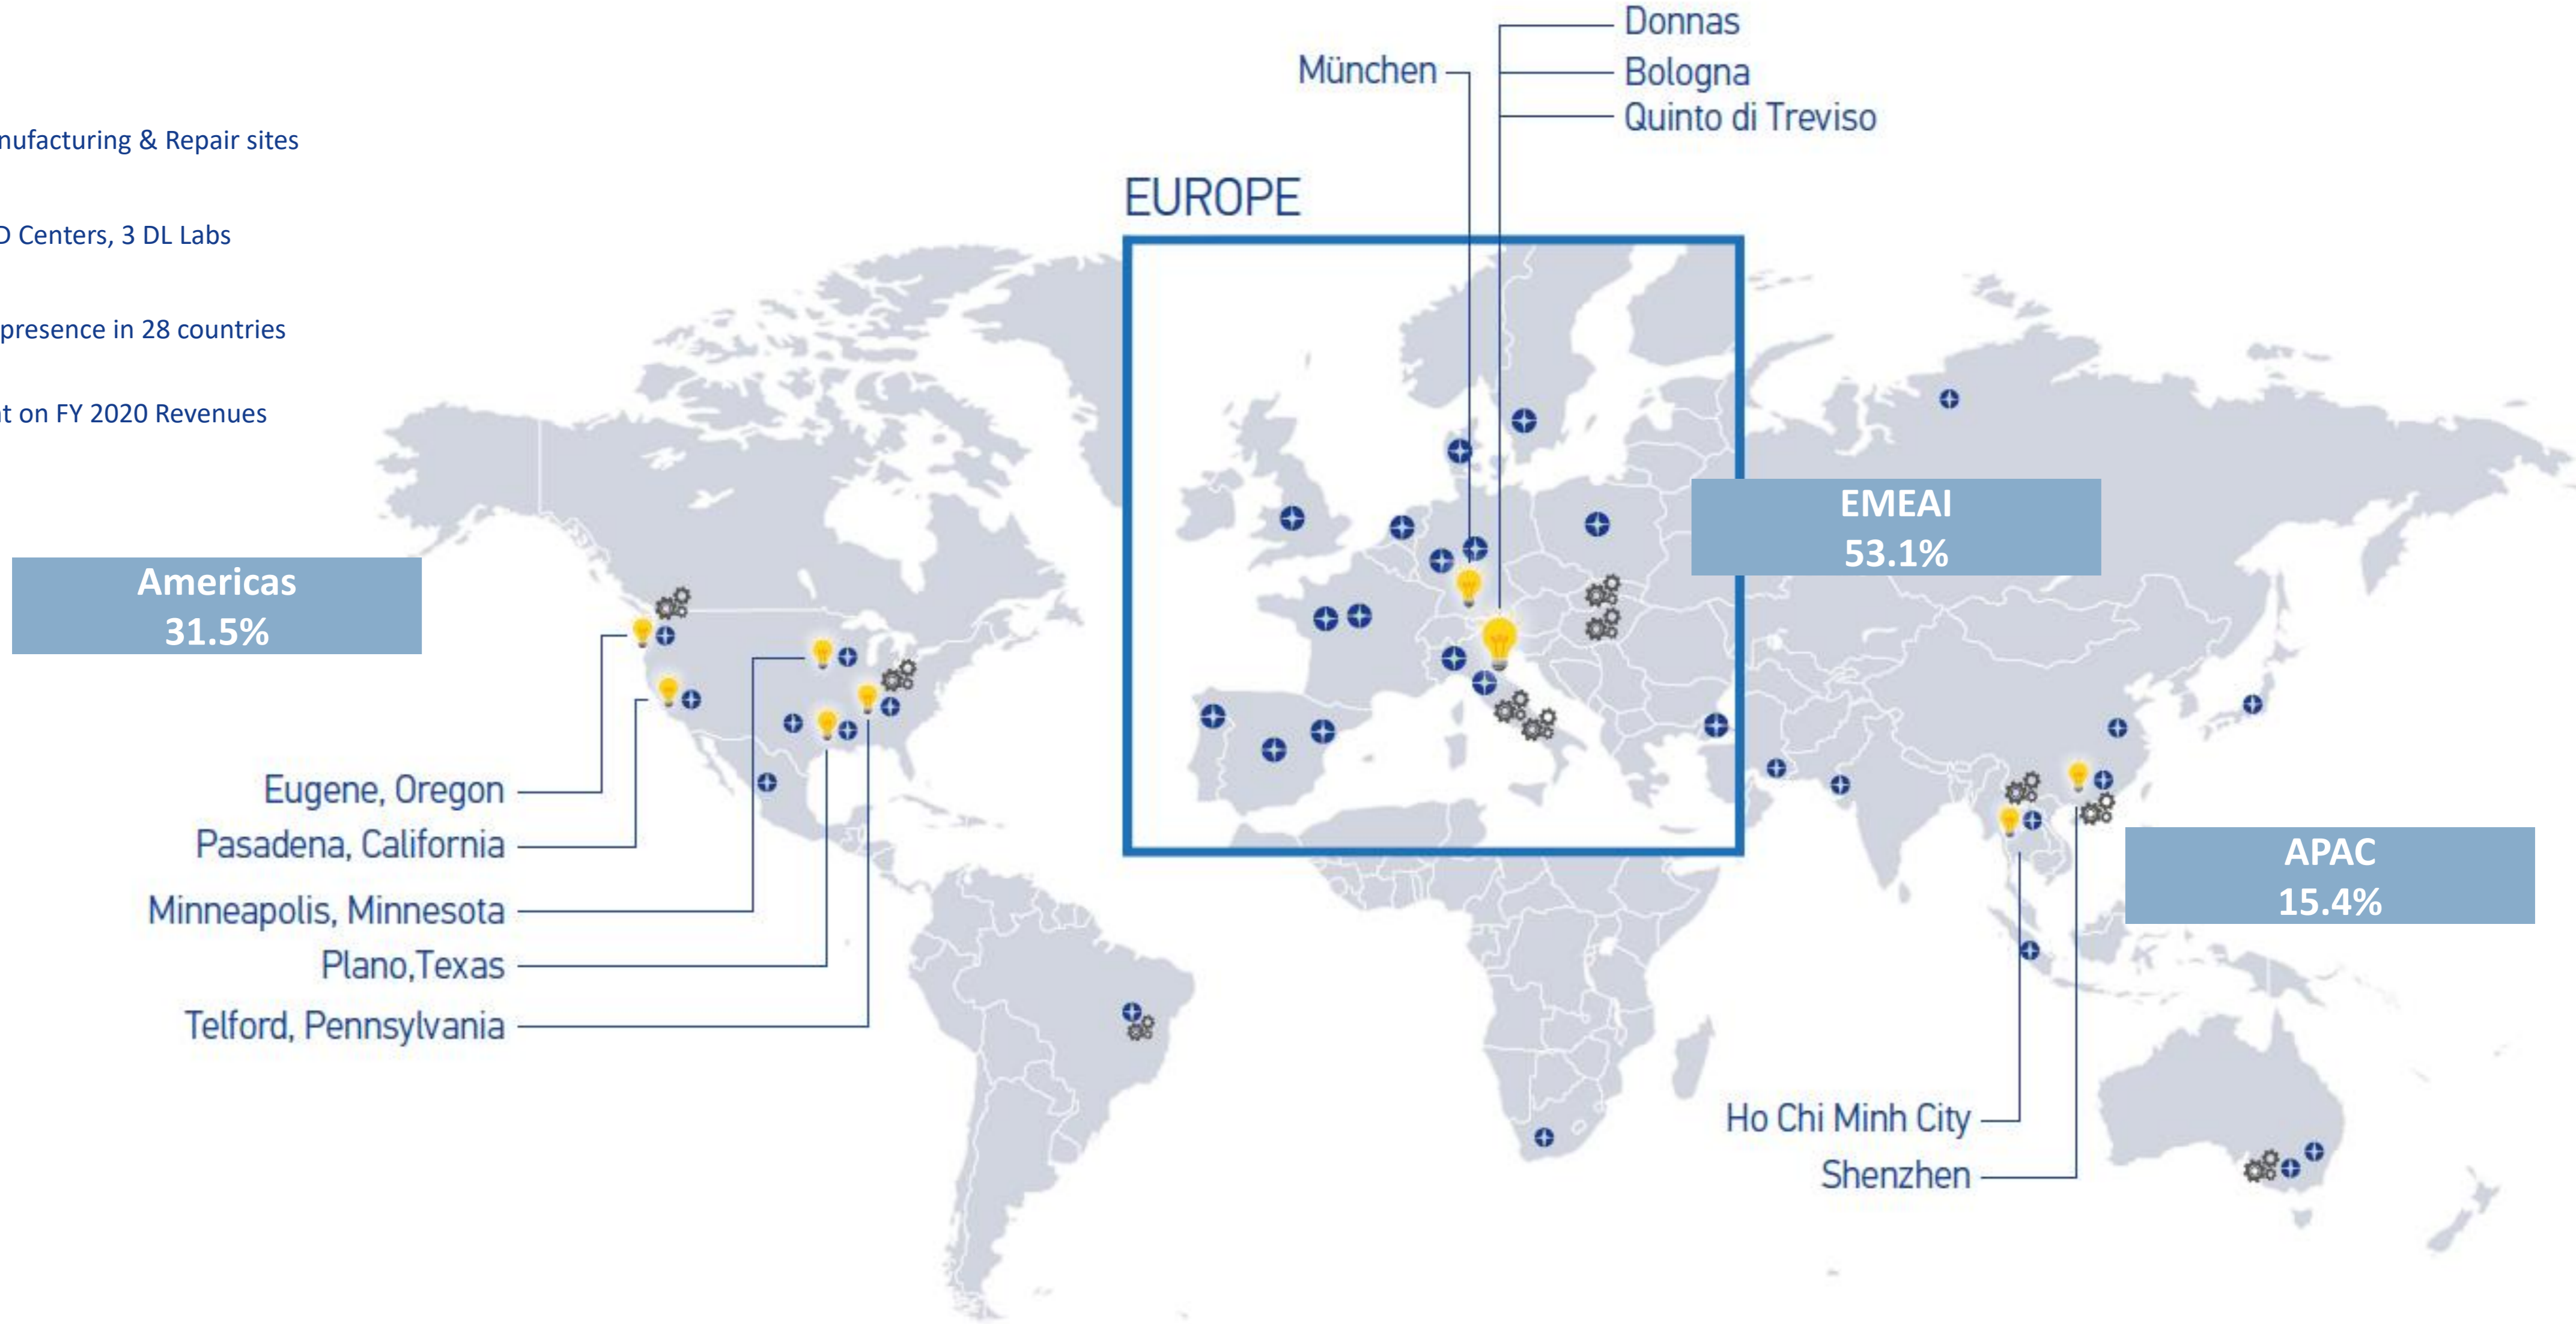 nufacturing & Repair sites
D Centers, 3 DL Labs
presence in 28 countries
t on FY 2020 Revenues
Donnas
München
Bologna
Quinto di Treviso
EUROPE
EMEAI
53.1%
Americas
31.5%
Eugene, Oregon
Pasadena, California
Minneapolis, Minnesota
Plano,Texas
Telford, Pennsylvania
APAC
15.4%
Ho Chi Minh City
Shenzhen